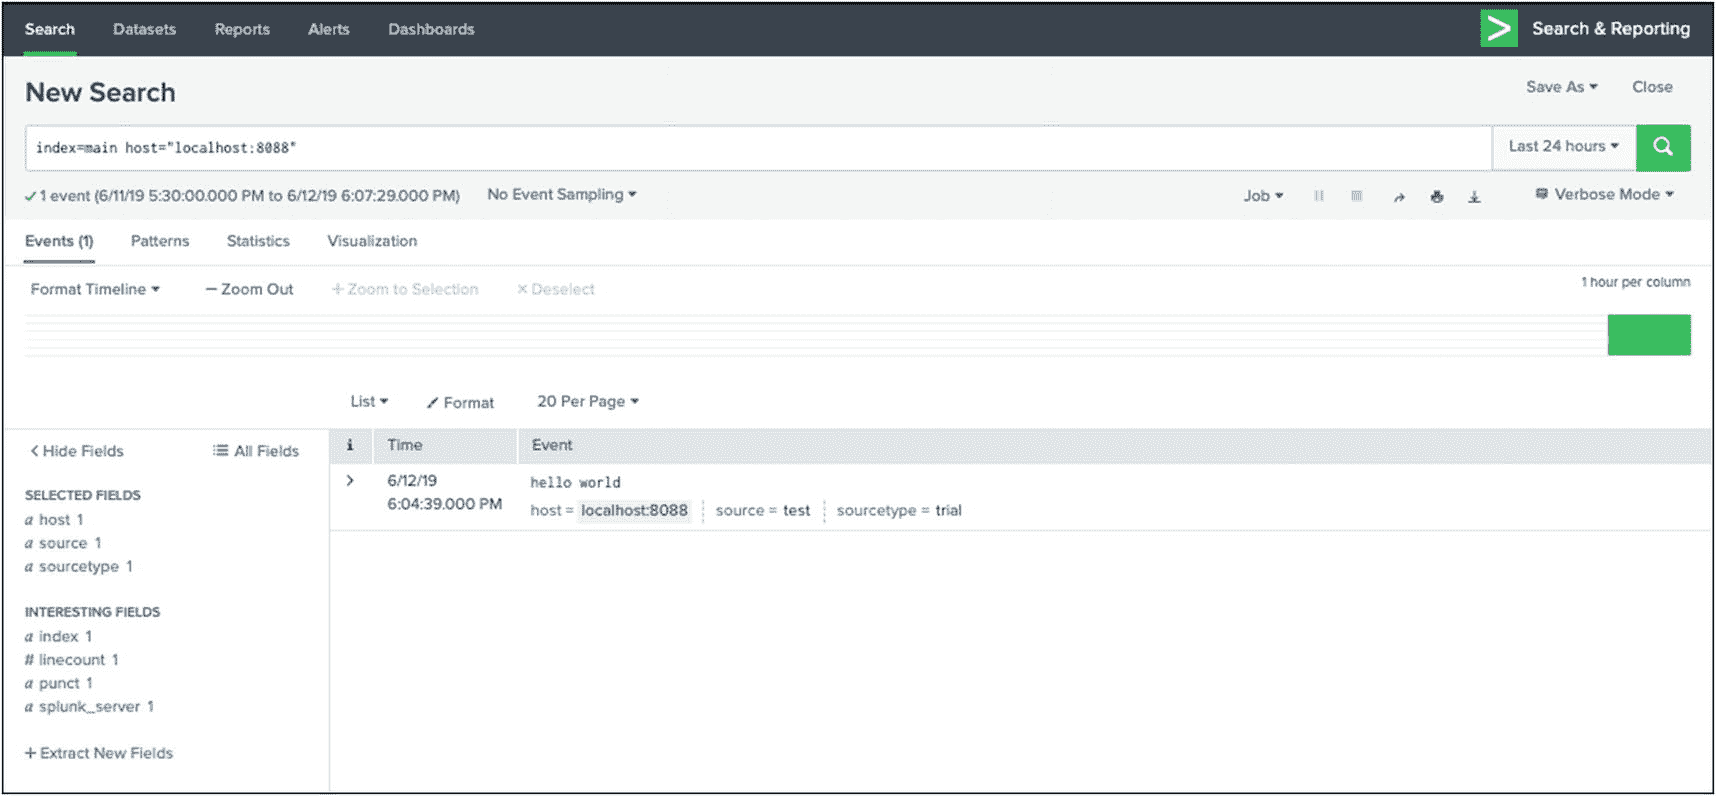 Search Datasets Reports Alerts Dashboards > Search & Reporting
New Search Save As Close
index=main host="localhost:8088" Last 24 hours
1 event (6/11/19 5:30:00.000 PM to 6/12/19 6:07:29.000 PM) No Event Sampling Job Verbose Mode
Events (1) Patterns Statistics Visualization
Format Timeline — Zoom Out + Zoom to Selection × Deselect 1 hour per column
List Format 20 Per Page
< Hide Fields All Fields i Time Event
SELECTED FIELDS
a host 1
a source 1
a sourcetype 1
INTERESTING FIELDS
a index 1
# linecount 1
a punct 1
a splunk_server 1
+ Extract New Fields
> 6/12/19 hello world
6:04:39.000 PM host = localhost:8088 source = test sourcetype = trial